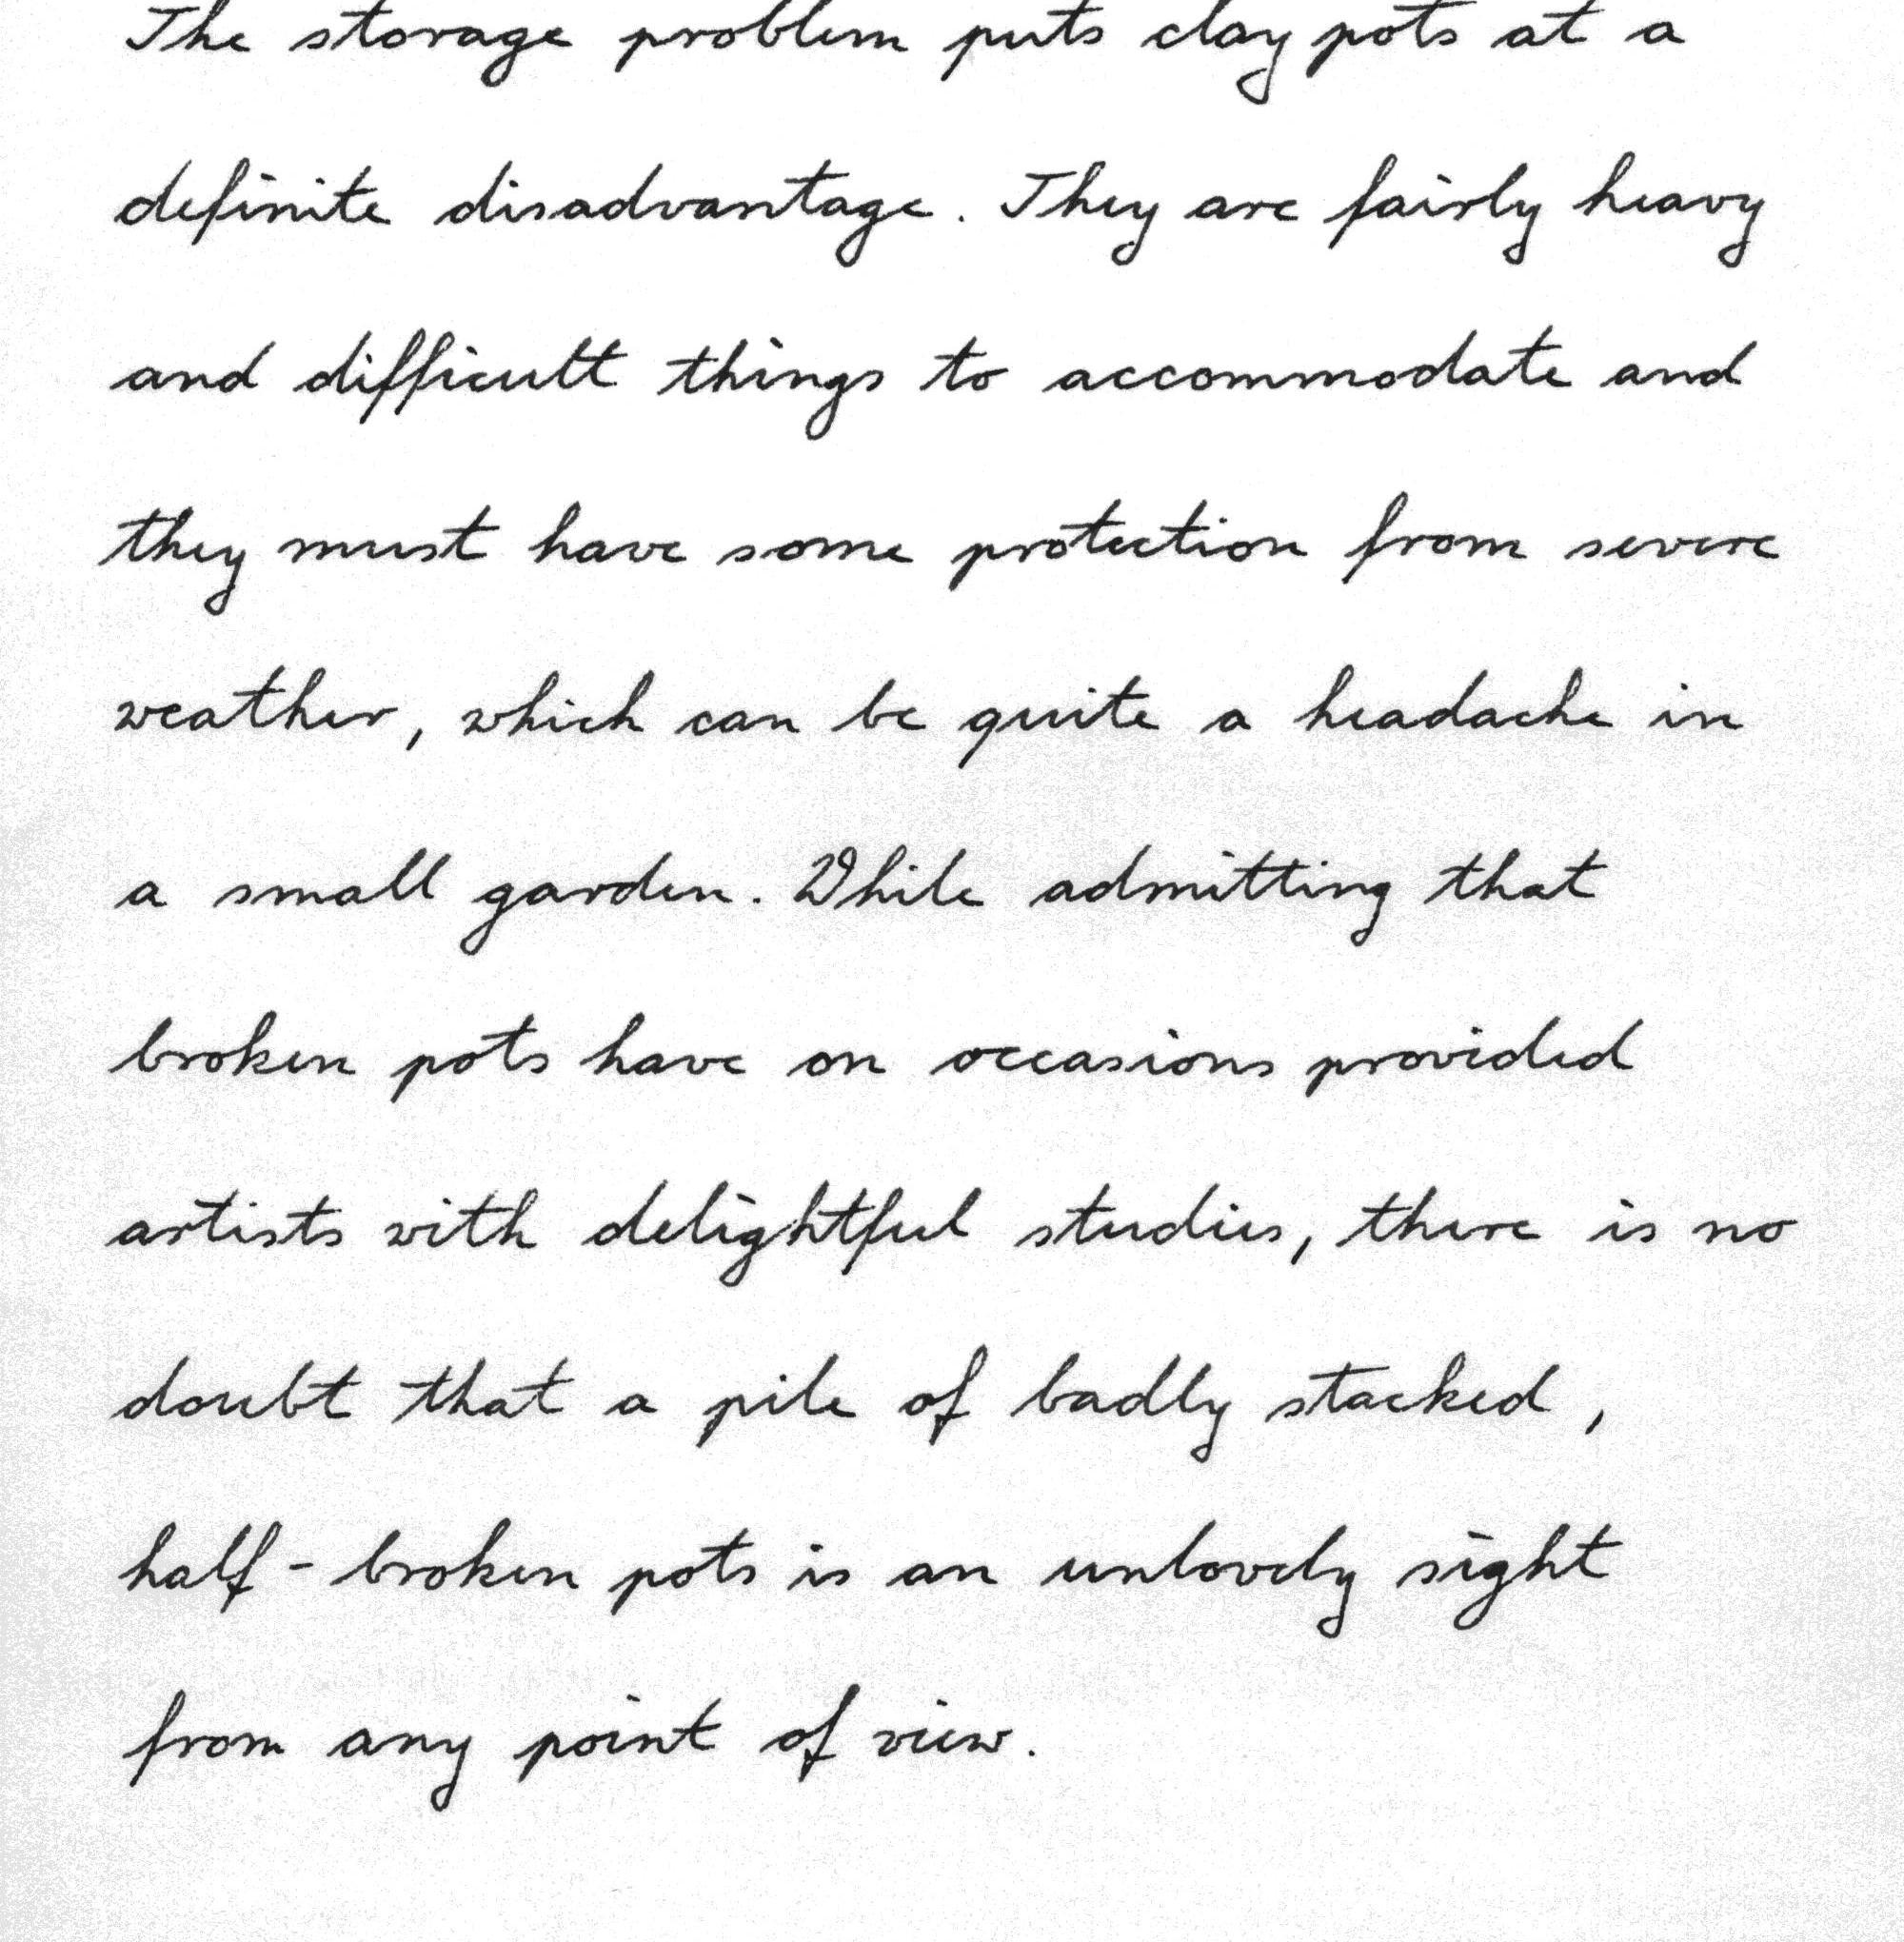 The storage problem puts clay pots at a
definite disadvantage. They are fairly heavy
and difficult things to accommodate and
they must have some protection from severe
weather, which can be quite a headache in
a small garden. While admitting that
broken pots have on occasions provided
artists with delightful studies, there is no
doubt that a pile of badly stacked,
half-broken pots is an unlovely sight
from any point of view.